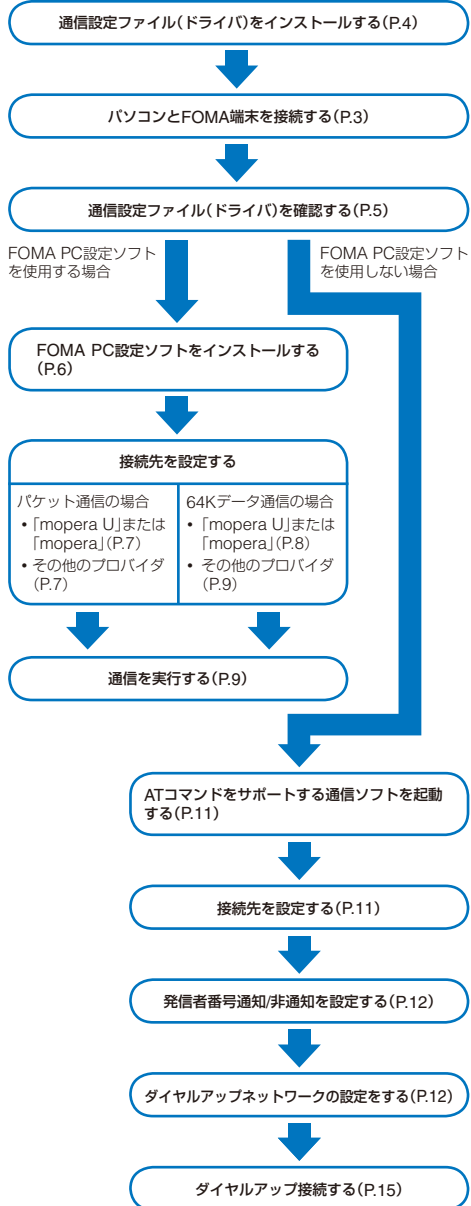 通信設定ファイル(ドライバ)をインストールする(P.4)
パソコンとFOMA端末を接続する(P.3)
通信設定ファイル(ドライバ)を確認する(P.5)
FOMA PC設定ソフト
を使用する場合
FOMA PC設定ソフト
を使用しない場合
FOMA PC設定ソフトをインストールする
(P.6)
接続先を設定する
パケット通信の場合
•「mopera U」または
「mopera」(P.7)
• その他のプロバイダ
(P.7)
64Kデータ通信の場合
•「mopera U」または
「mopera」(P.8)
• その他のプロバイダ
(P.9)
通信を実行する(P.9)
ATコマンドをサポートする通信ソフトを起動
する(P.11)
接続先を設定する(P.11)
発信者番号通知/非通知を設定する(P.12)
ダイヤルアップネットワークの設定をする(P.12)
ダイヤルアップ接続する(P.15)